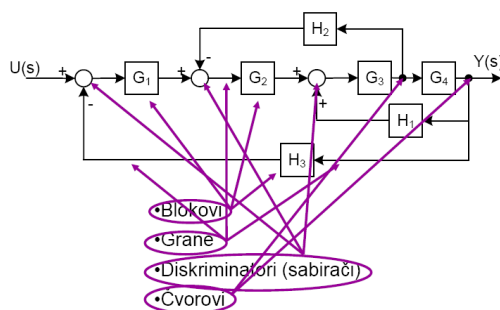 H₂
U(s) + G₁ + - G₂ + G₃ G₄ Y(s)
- + H₁
H₃
•Blokovi
•Grane
•Diskriminatori (sabirači)
•Čvorovi